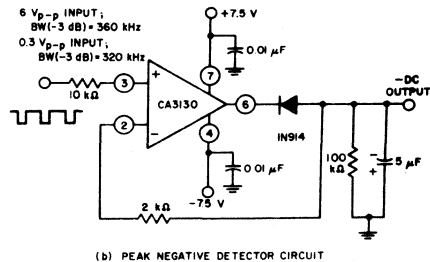 6 Vp-p INPUT;
BW(-3 dB)= 360 kHz
0.3 Vp-p INPUT;
BW(-3 dB)= 320 kHz
+7.5 V
0.01 µF
7
10 kΩ
3
+
CA3130
6
2
–
4
IN914
–DC
OUTPUT
100
kΩ
–
+
5 µF
0.01 µF
–7.5 V
2 kΩ
(b) PEAK NEGATIVE DETECTOR CIRCUIT